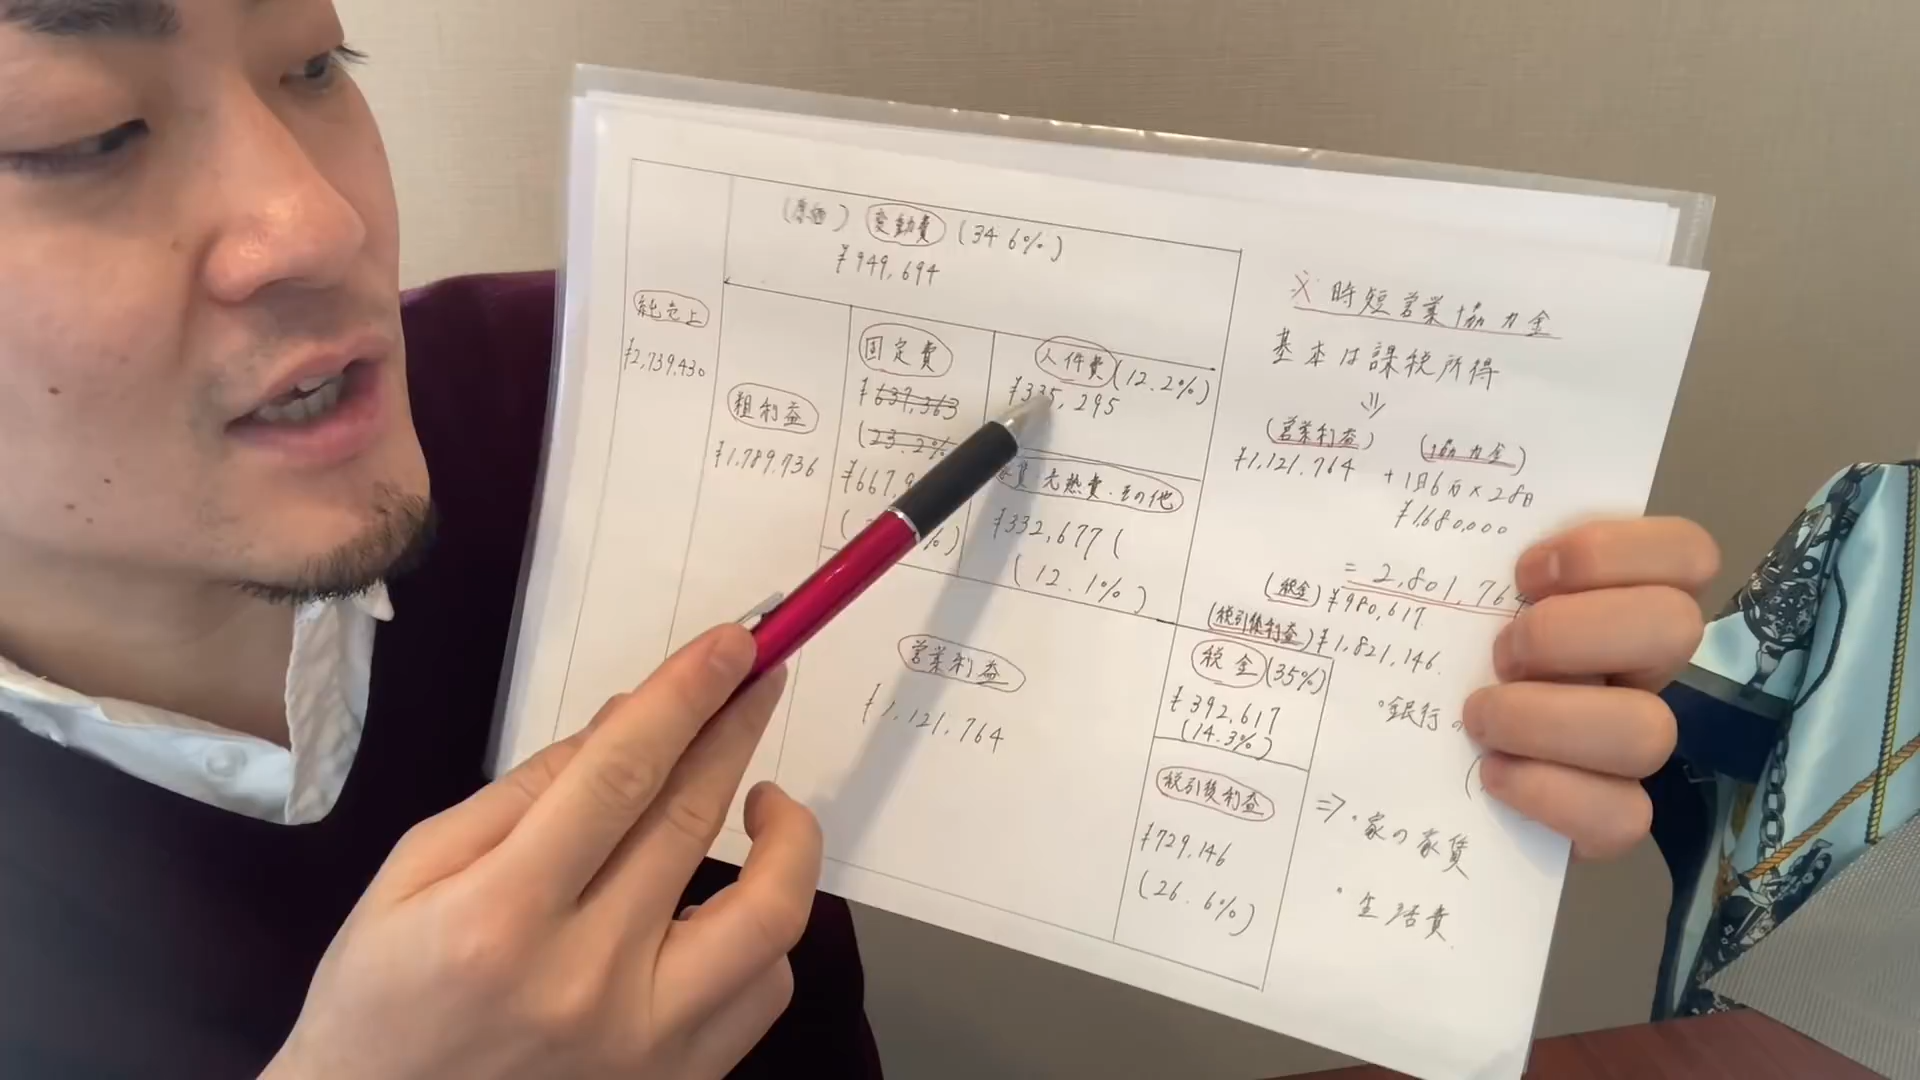 純売上
¥2,739,430
(原価) 変動費 (34.6%)
¥949,694
粗利益
¥1,789,736
固定費
¥637,363
(23.2%
¥667,9
人件費 (12.2%)
¥335,295
光熱費・その他
¥332,677 (
(12.1%)
営業利益
¥1,121,764
税金 (35%)
¥392,617
(14.3%)
税引後利益
¥729,146
(26.6%)
※時短営業協力金
基本は課税所得
⇓
(営業利益) (協力金)
¥1,121,764 + 1日6万×28日
¥1,680,000
= 2,801,764
(税金) ¥980,617
(税引後利益) ¥1,821,146
・銀行の
⇒ ・家の家賃
・生活費